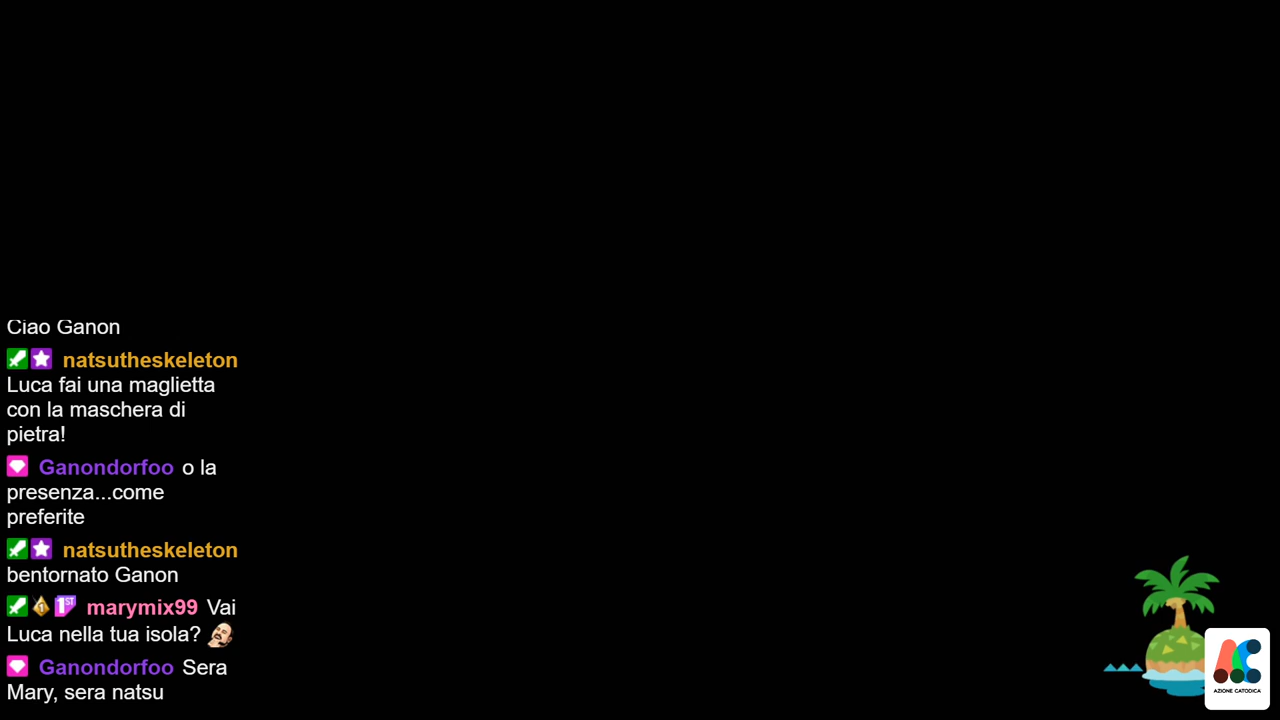 Ciao Ganon
natsutheskeleton
Luca fai una maglietta
con la maschera di
pietra!
Ganondorfoo o la
presenza...come
preferite
natsutheskeleton
bentornato Ganon
1ST marymix99 Vai
Luca nella tua isola?
Ganondorfoo Sera
Mary, sera natsu
AZIONE CATODICA